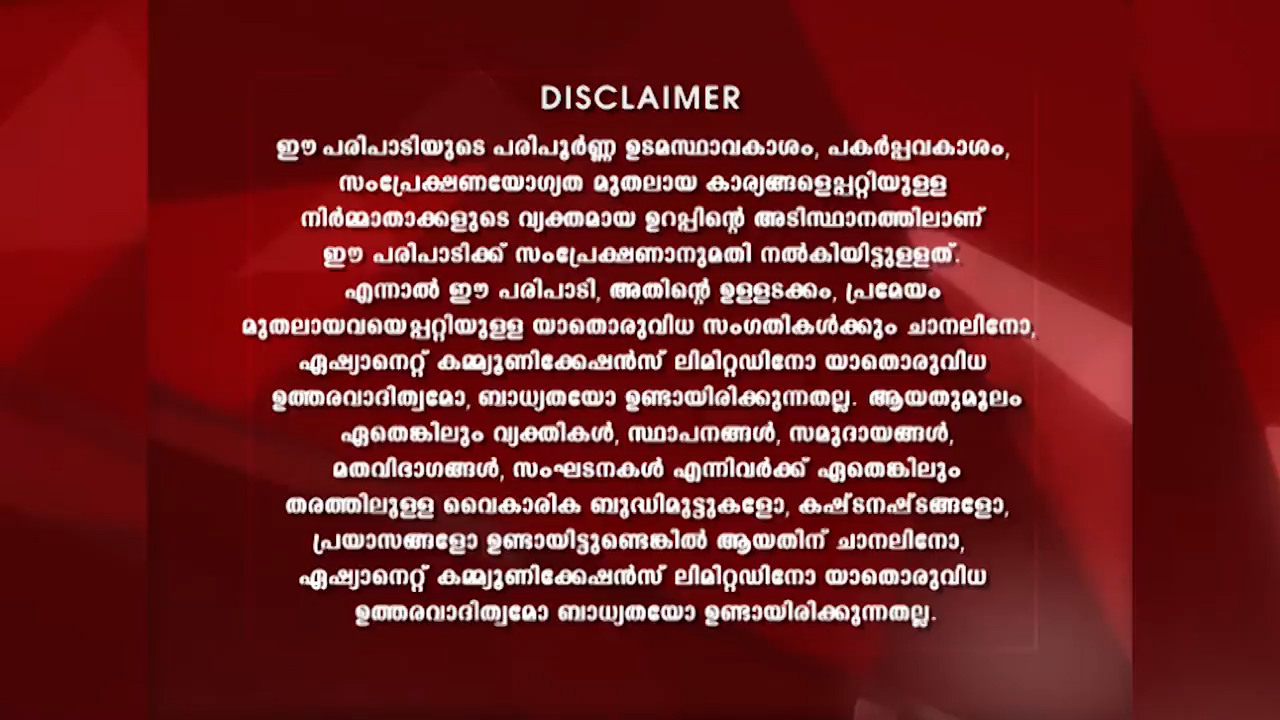 DISCLAIMER
ഈ പരിപാടിയുടെ പരിപൂർണ്ണ ഉടമസ്ഥാവകാശം, പകർപ്പവകാശം,
സംപ്രേക്ഷണയോഗ്യത മുതലായ കാര്യങ്ങളെപ്പറ്റിയുള്ള
നിർമ്മാതാക്കളുടെ വ്യക്തമായ ഉറപ്പിന്റെ അടിസ്ഥാനത്തിലാണ്
ഈ പരിപാടിക്ക് സംപ്രേക്ഷണാനുമതി നൽകിയിട്ടുള്ളത്.
എന്നാൽ ഈ പരിപാടി, അതിന്റെ ഉള്ളടക്കം, പ്രമേയം
മുതലായവയെപ്പറ്റിയുള്ള യാതൊരുവിധ സംഗതികൾക്കും ചാനലിനോ,
ഏഷ്യാനെറ്റ് കമ്മ്യൂണിക്കേഷൻസ് ലിമിറ്റഡിനോ യാതൊരുവിധ
ഉത്തരവാദിത്വമോ, ബാധ്യതയോ ഉണ്ടായിരിക്കുന്നതല്ല. ആയതുമൂലം
ഏതെങ്കിലും വ്യക്തികൾ, സ്ഥാപനങ്ങൾ, സമുദായങ്ങൾ,
മതവിഭാഗങ്ങൾ, സംഘടനകൾ എന്നിവർക്ക് ഏതെങ്കിലും
തരത്തിലുള്ള വൈകാരിക ബുദ്ധിമുട്ടുകളോ, കഷ്ടനഷ്ടങ്ങളോ,
പ്രയാസങ്ങളോ ഉണ്ടായിട്ടുണ്ടെങ്കിൽ ആയതിന് ചാനലിനോ,
ഏഷ്യാനെറ്റ് കമ്മ്യൂണിക്കേഷൻസ് ലിമിറ്റഡിനോ യാതൊരുവിധ
ഉത്തരവാദിത്വമോ ബാധ്യതയോ ഉണ്ടായിരിക്കുന്നതല്ല.